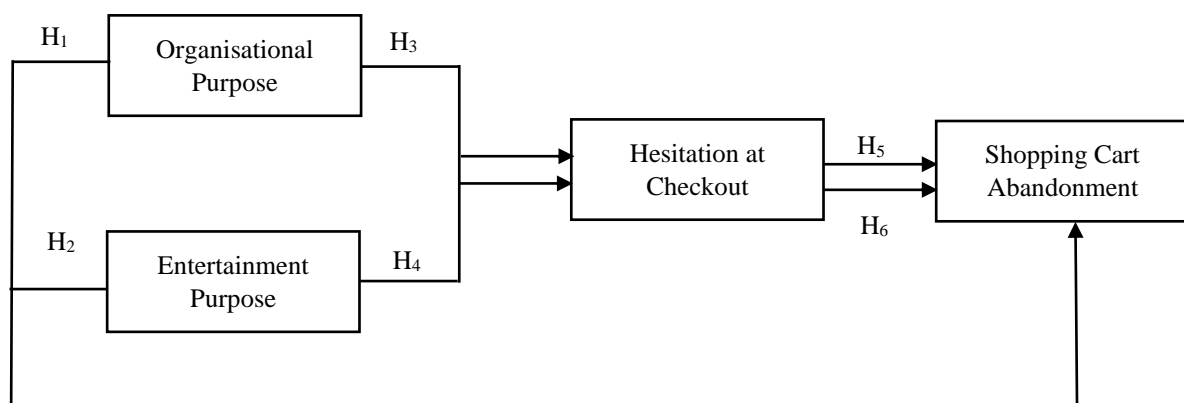 H₁
Organisational
Purpose
H₃
Hesitation at
Checkout
H₅
H₆
Shopping Cart
Abandonment
H₂
Entertainment
Purpose
H₄